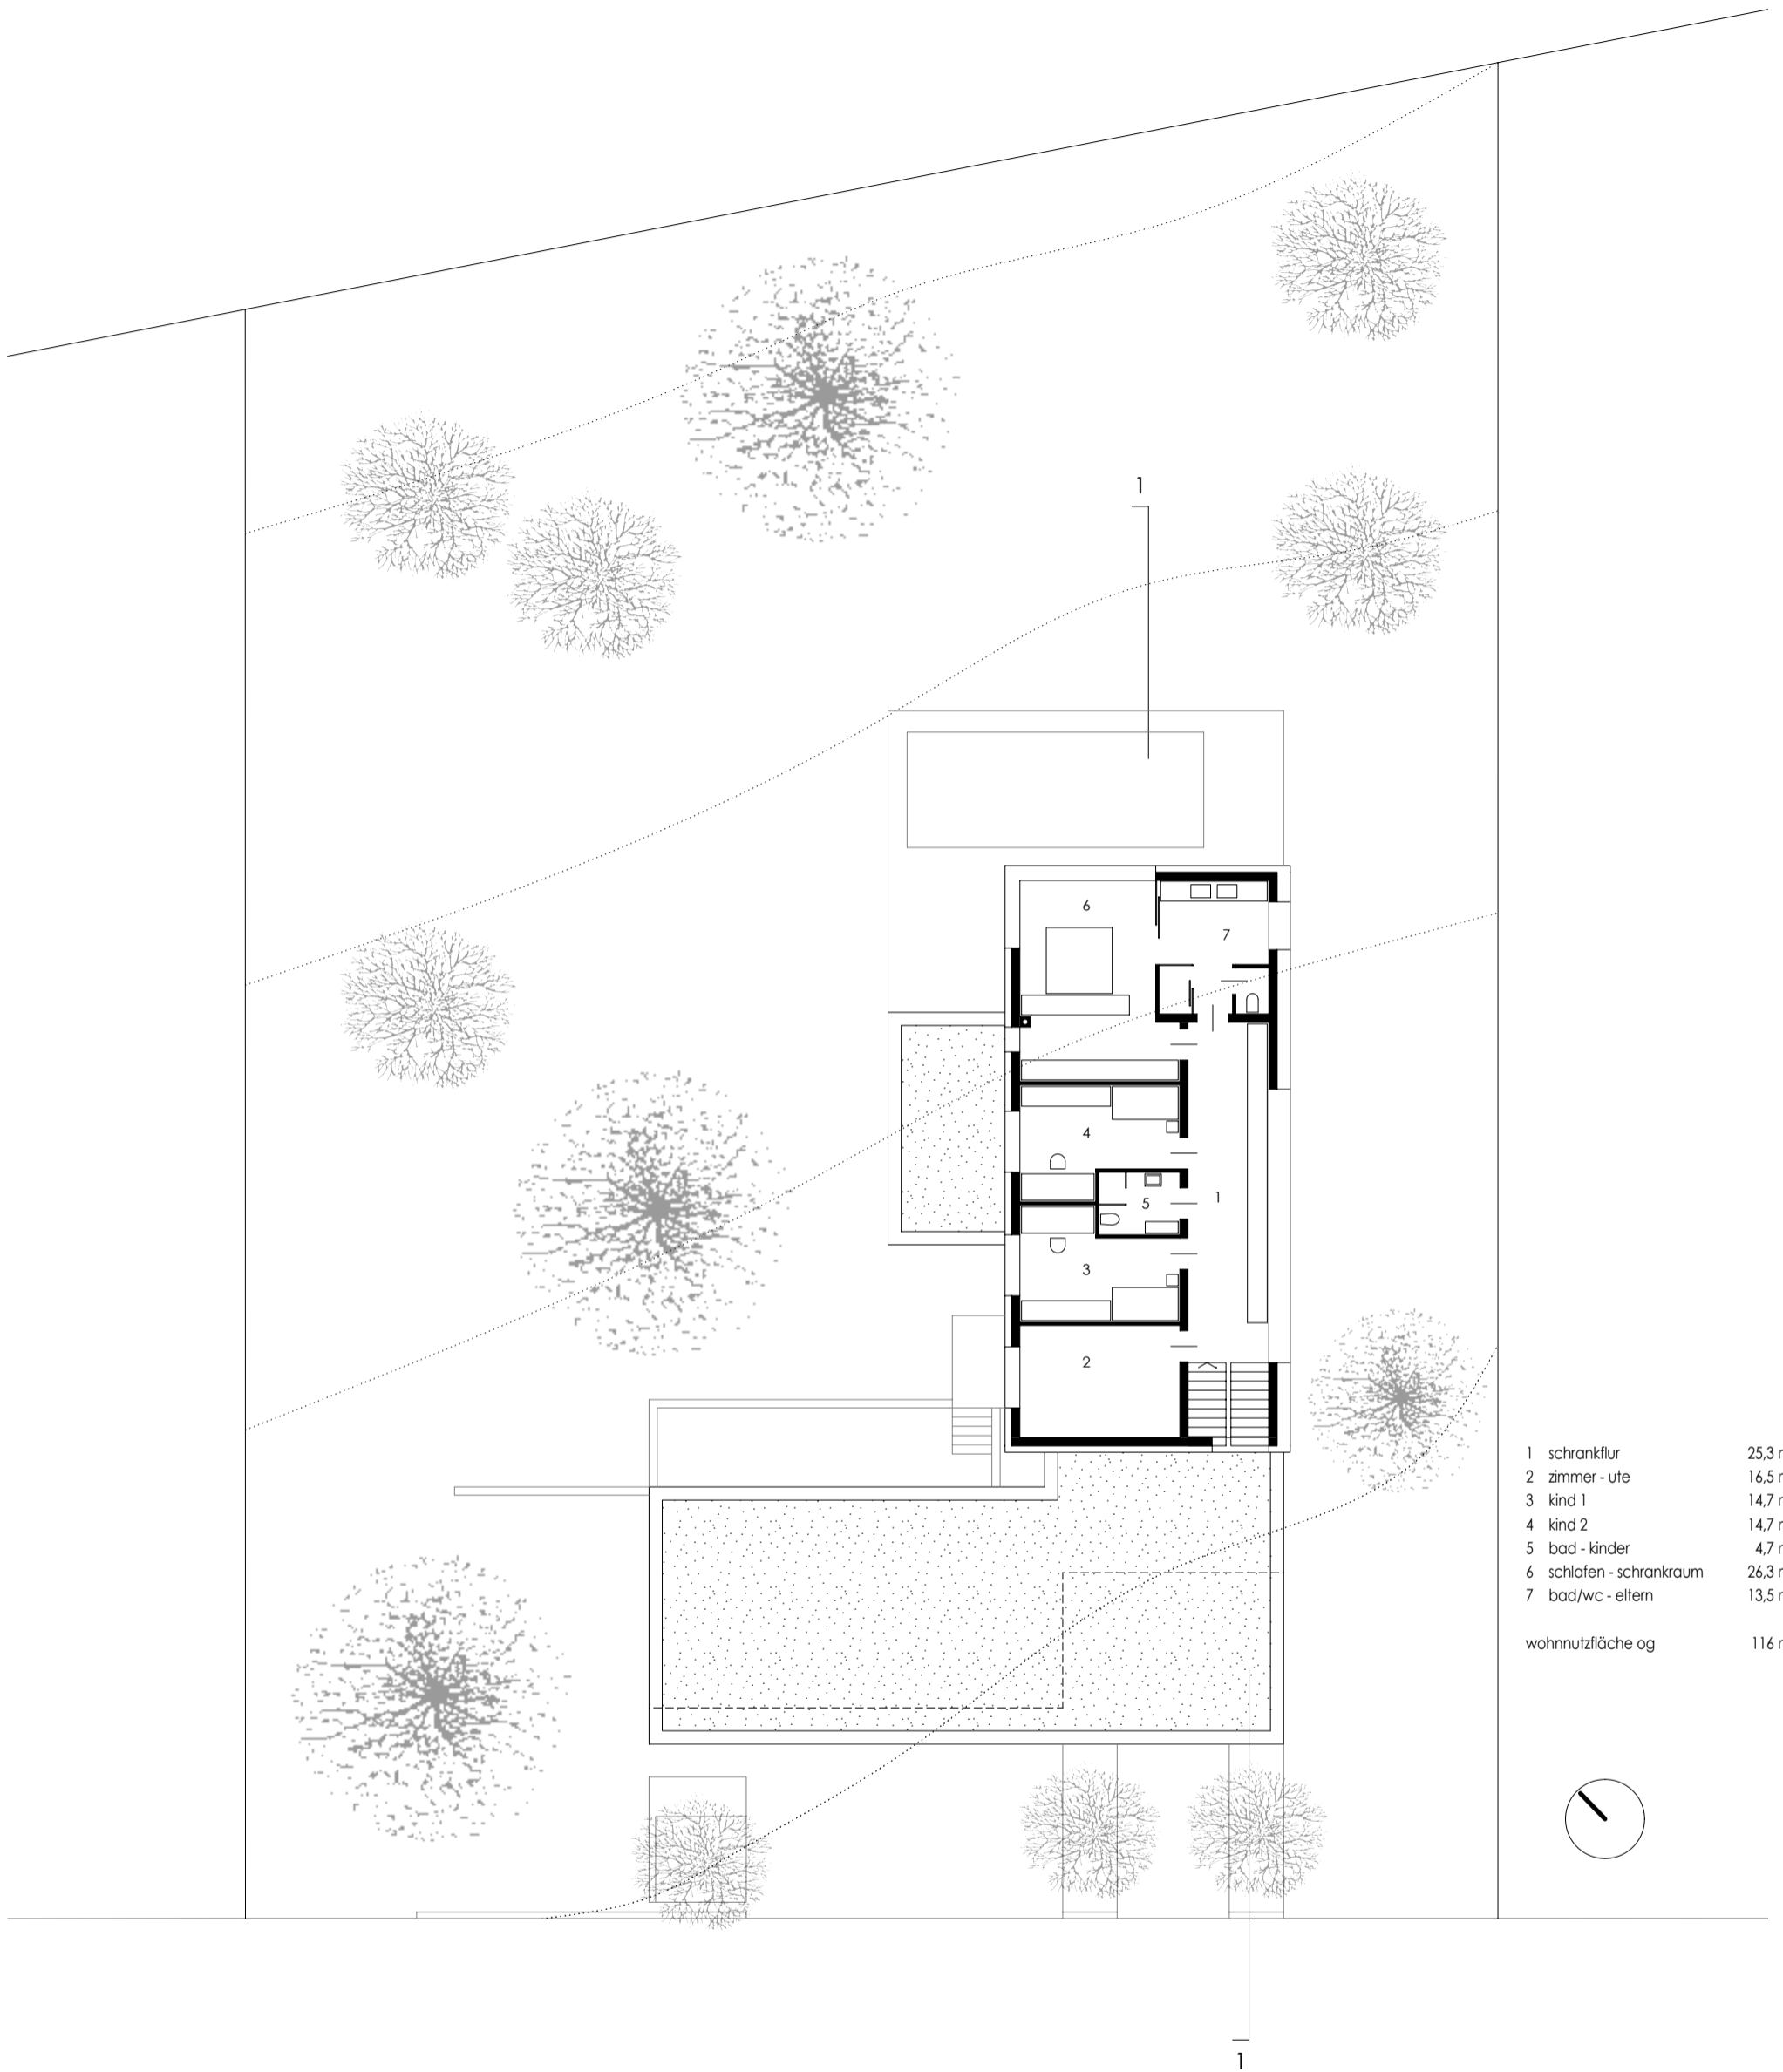 1
6
7
4
5
1
3
2
1 schrankflur 25,3 r
2 zimmer - ute 16,5 r
3 kind 1 14,7 r
4 kind 2 14,7 r
5 bad - kinder 4,7 r
6 schlafen - schrankraum 26,3 r
7 bad/wc - eltern 13,5 r
wohnnutzfläche og 116 r
1